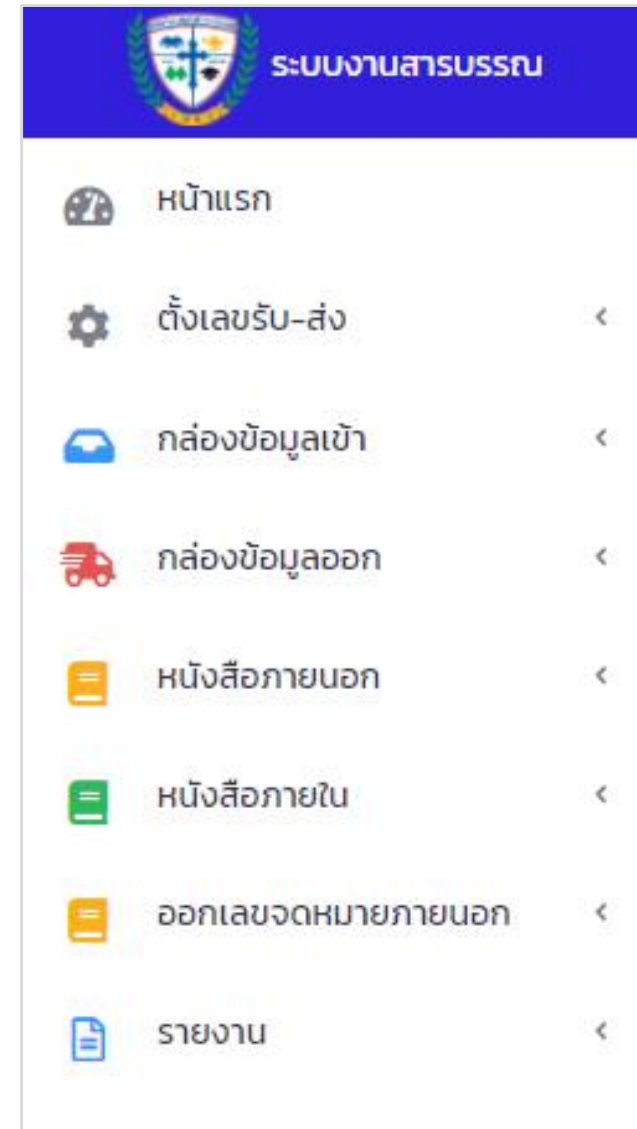 ระบบงานสารบรรณ
หน้าแรก
ตั้งเลขรับ-ส่ง
กล่องข้อมูลเข้า
กล่องข้อมูลออก
หนังสือภายนอก
หนังสือภายใน
ออกเลขจดหมายภายนอก
รายงาน